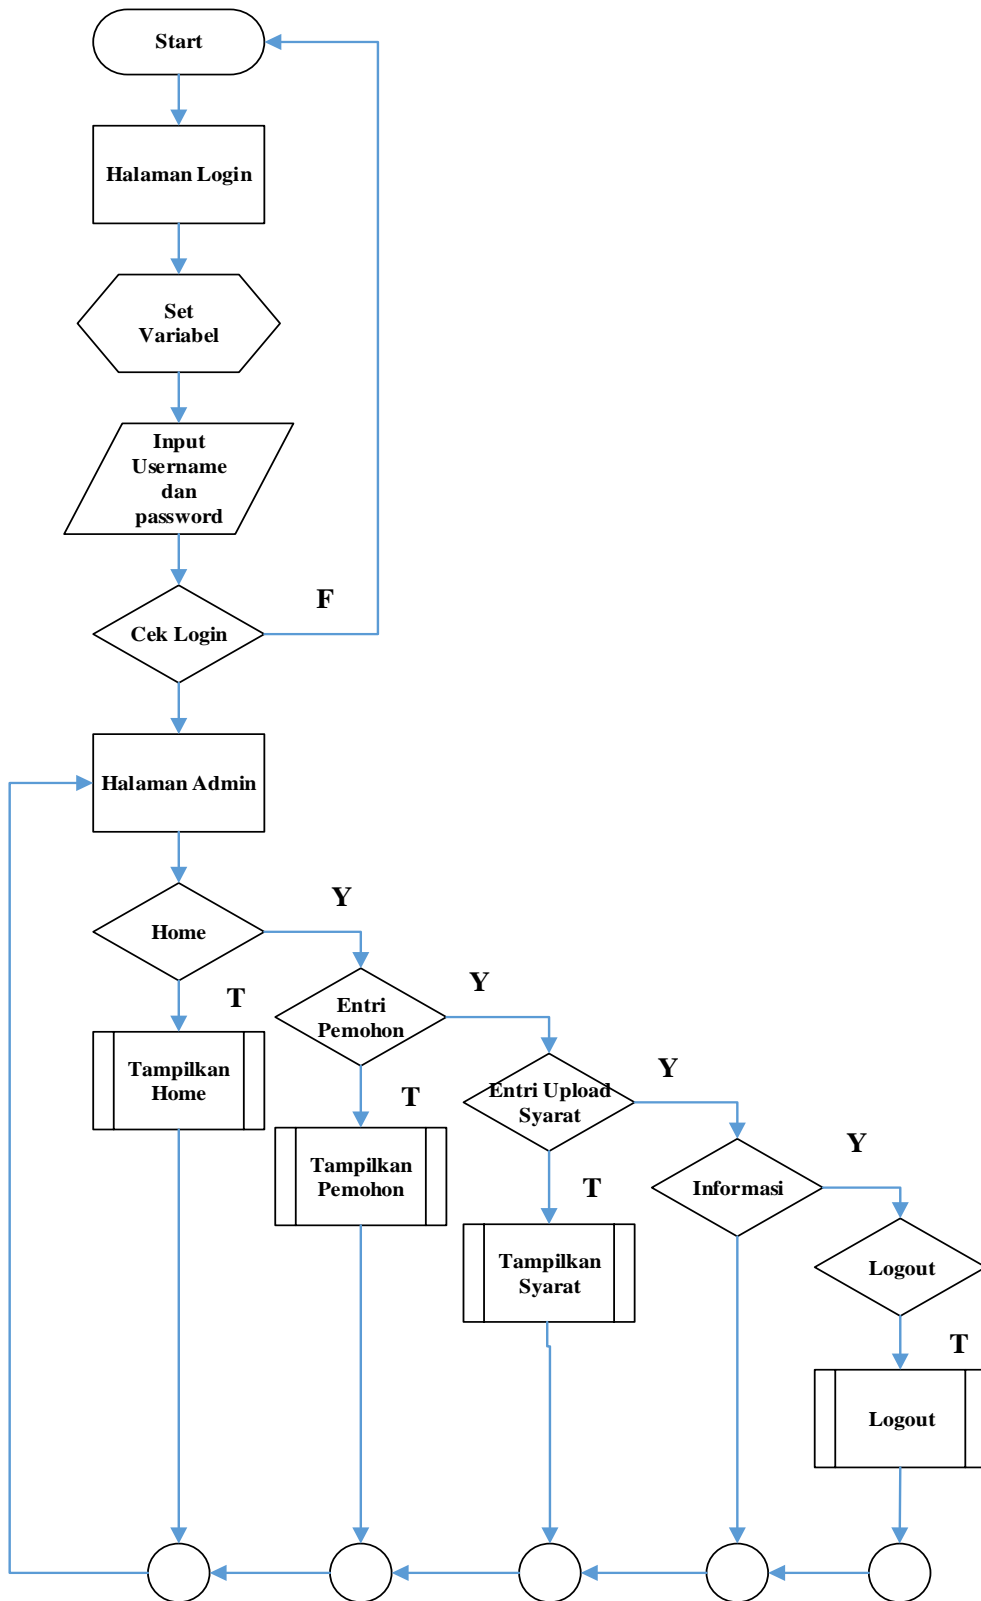 Start
Halaman Login
Set
Variabel
Input
Username
dan
password
Cek Login
F
Halaman Admin
Home
Y
T
Tampilkan
Home
Entri
Pemohon
Y
T
Tampilkan
Pemohon
Entri Upload
Syarat
Y
T
Tampilkan
Syarat
Informasi
Y
Logout
T
Logout